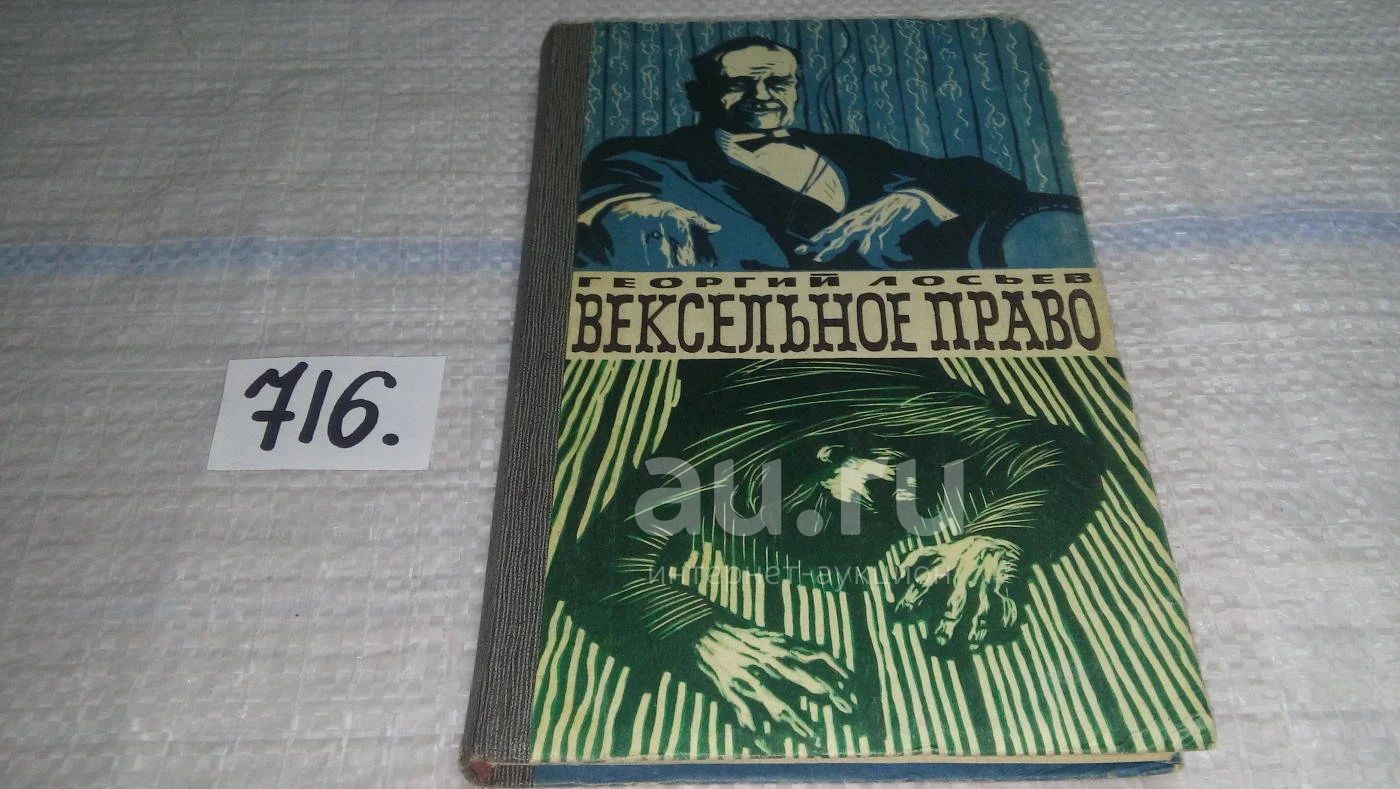 ГЕОРГИЙ ЛОСЬЕВ
ВЕКСЕЛЬНОЕ ПРАВО
716.
au.ru
интернет-аукцион